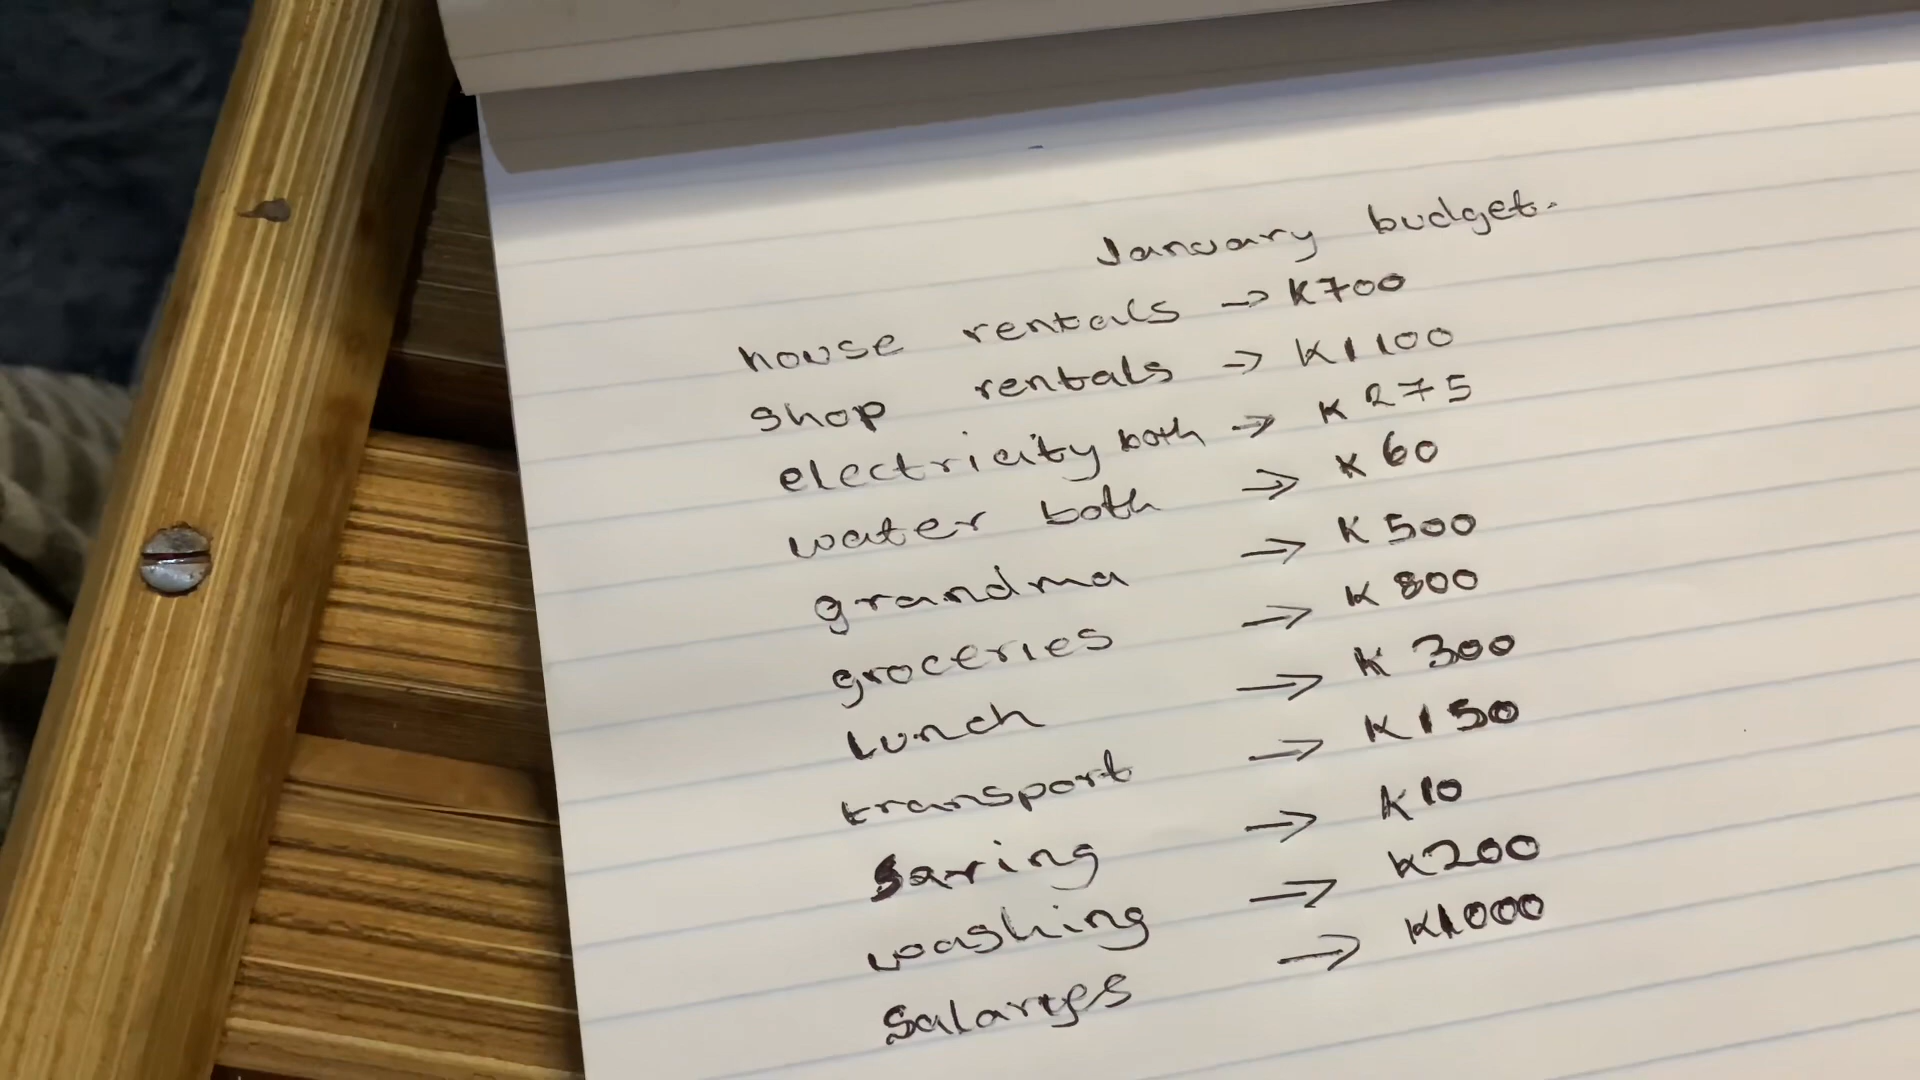 January budget.
house rentals -> K700
shop rentals -> K1100
electricity both -> K275
water both -> K60
grandma -> K500
groceries -> K800
lunch -> K300
transport -> K150
saving -> K10
washing -> K200
Salaryes -> K1000